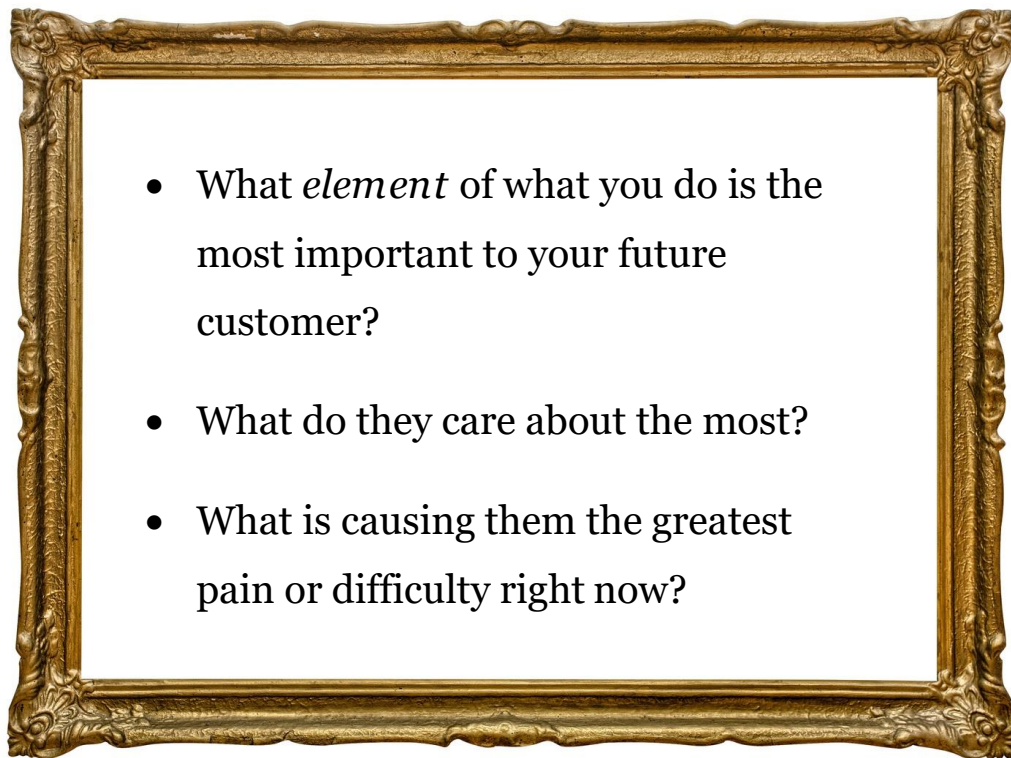 • What element of what you do is the
most important to your future
customer?
• What do they care about the most?
• What is causing them the greatest
pain or difficulty right now?